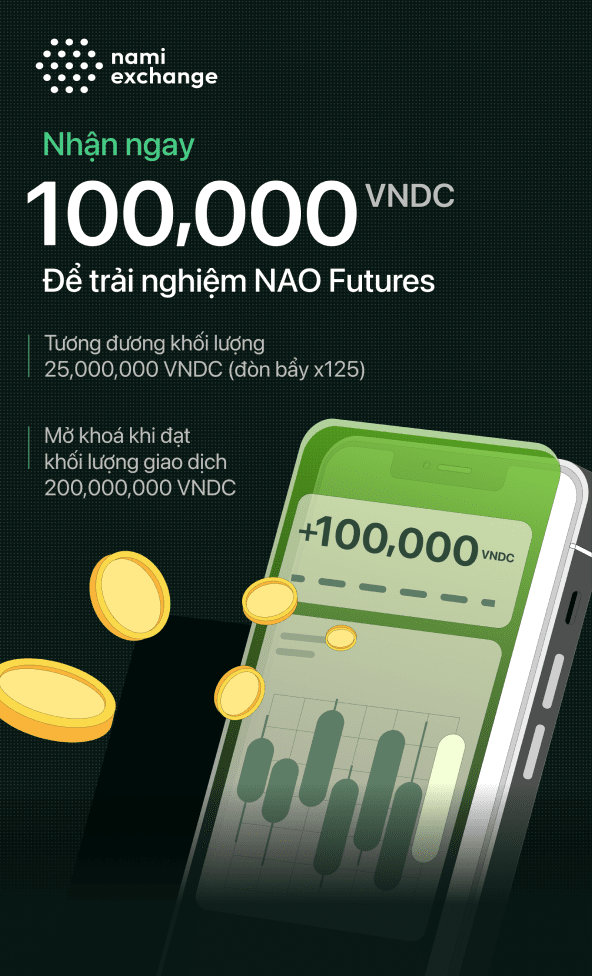 nami
exchange
Nhận ngay
100,000 VNDC
Để trải nghiệm NAO Futures
Tương đương khối lượng
25,000,000 VNDC (đòn bẩy x125)
Mở khoá khi đạt
khối lượng giao dịch
200,000,000 VNDC
+100,000 VNDC